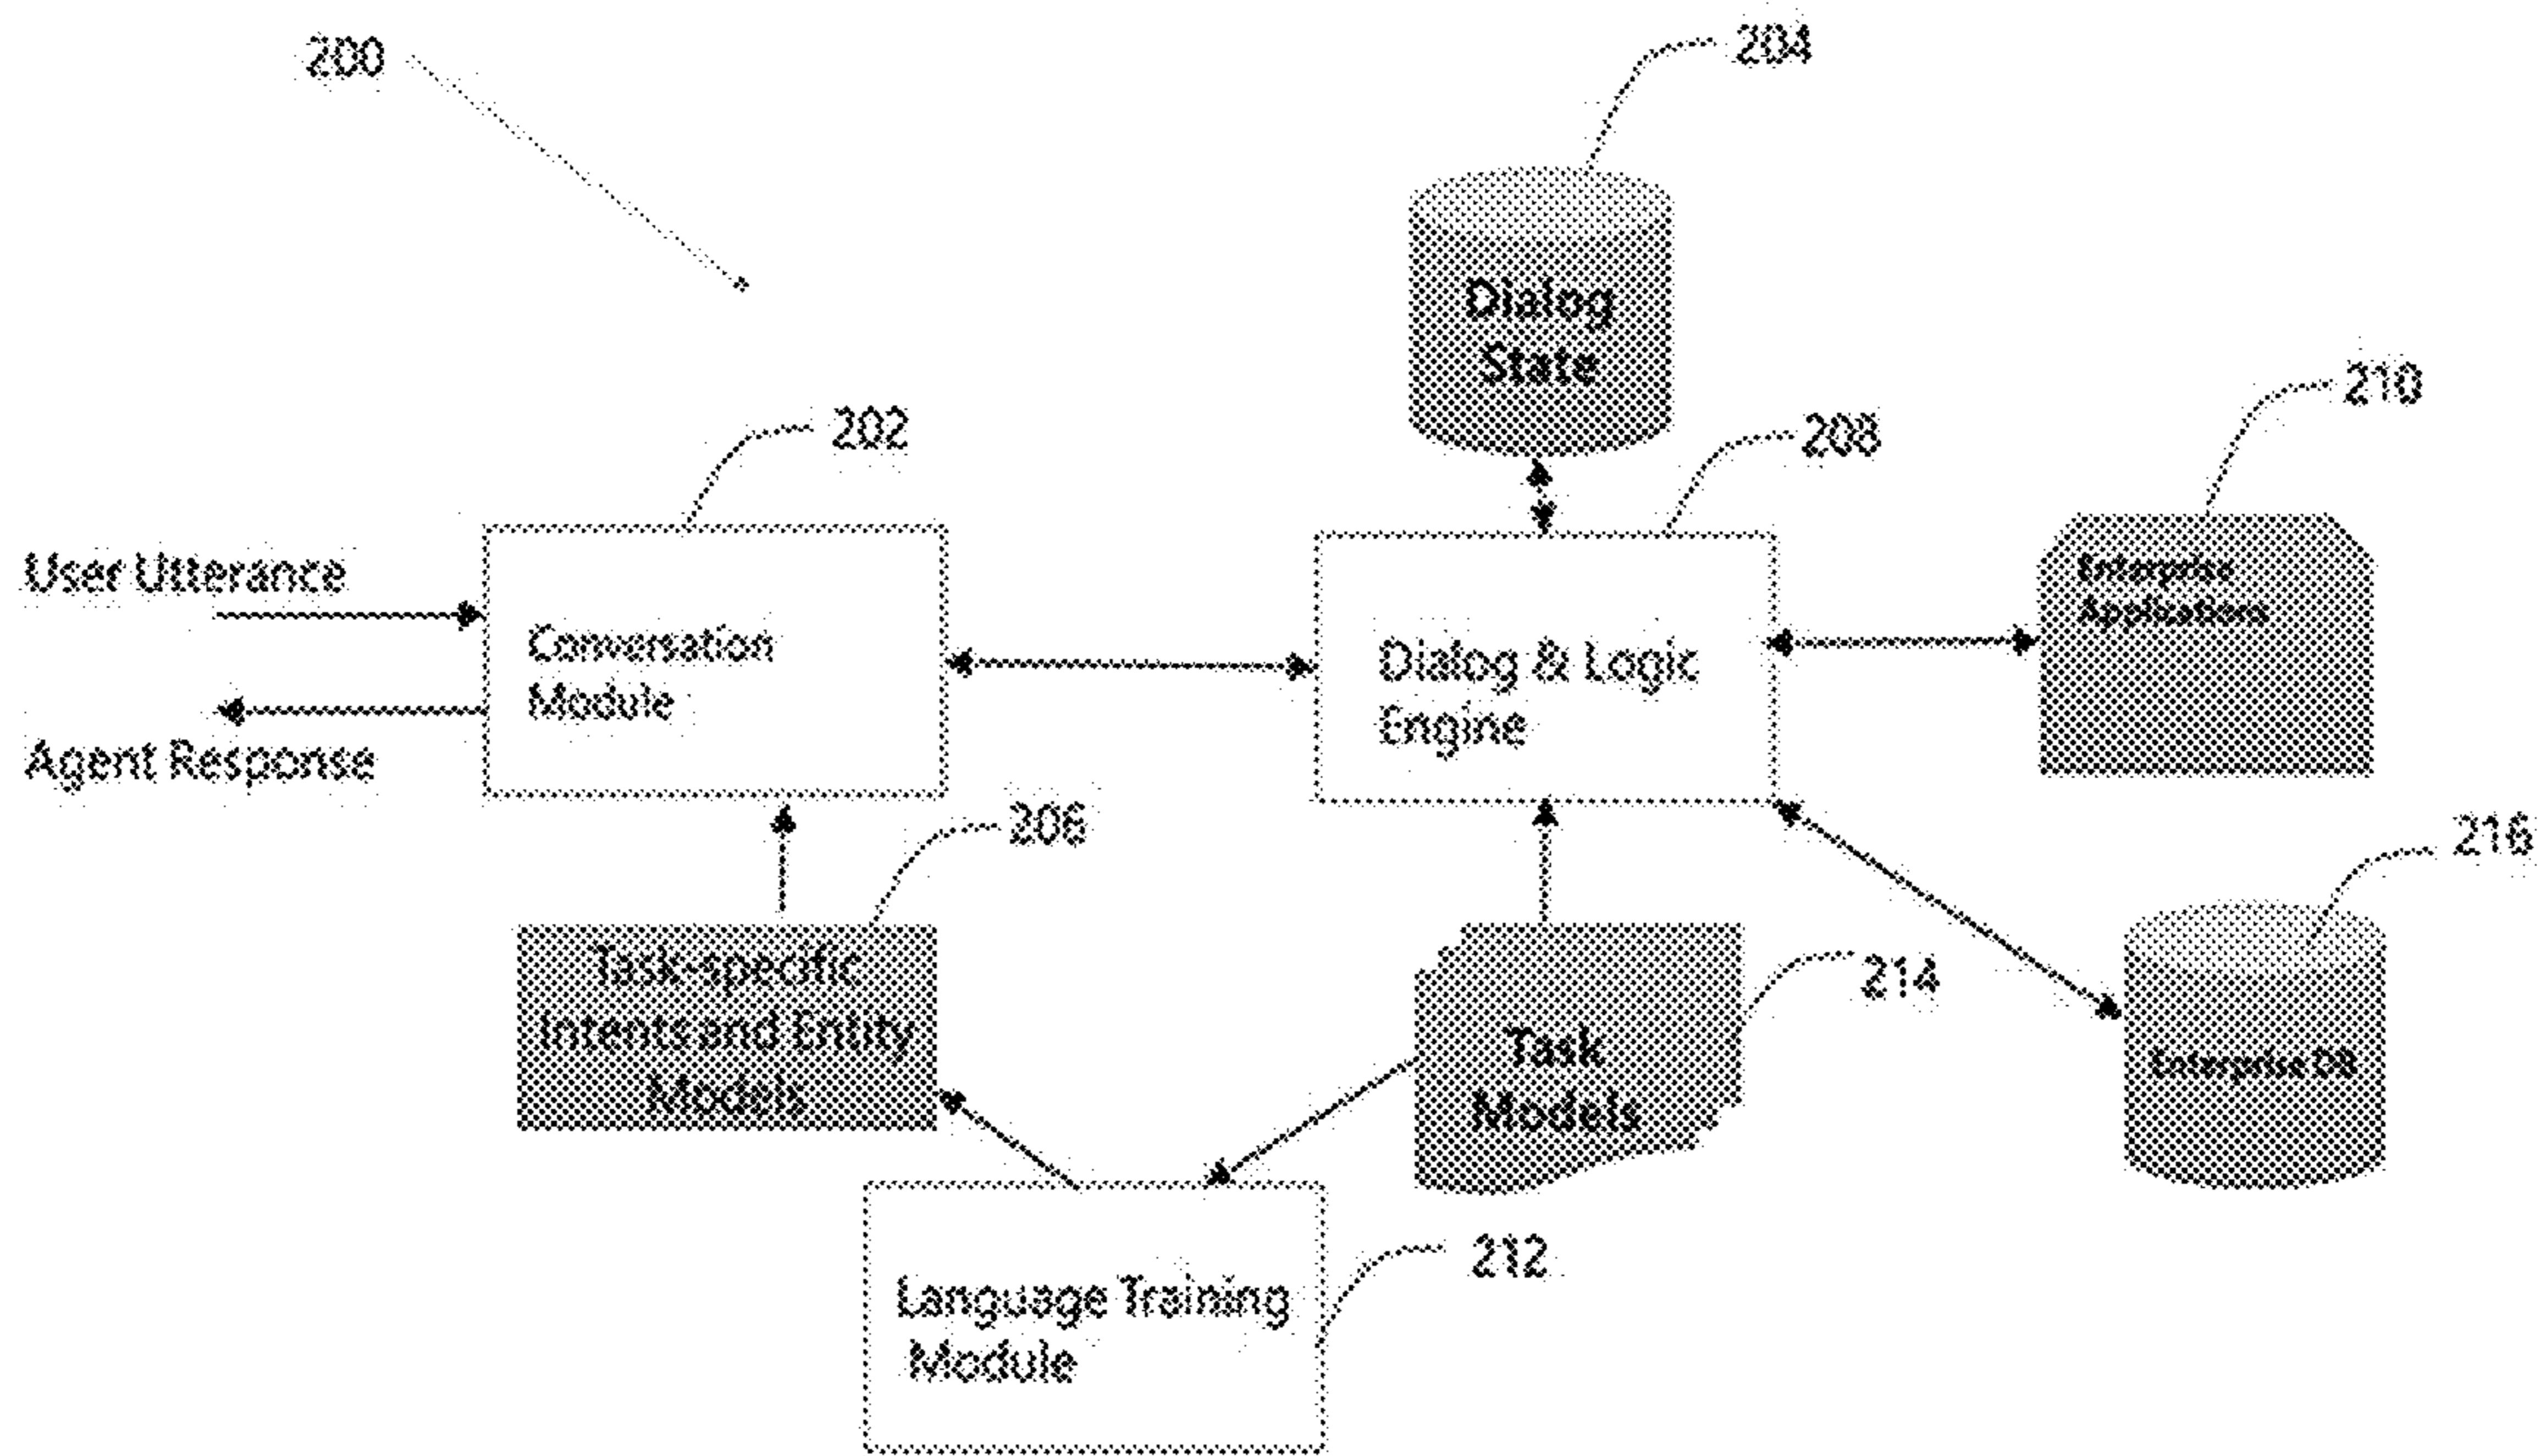 200
204
Dialog
State
210
202
208
User Utterance
Conversation
Module
Agent Response
Dialog & Logic
Engine
Enterprise
Applications
206
216
Task-specific
Intents and Entity
Models
214
Task
Models
Enterprise DB
212
Language Training
Module